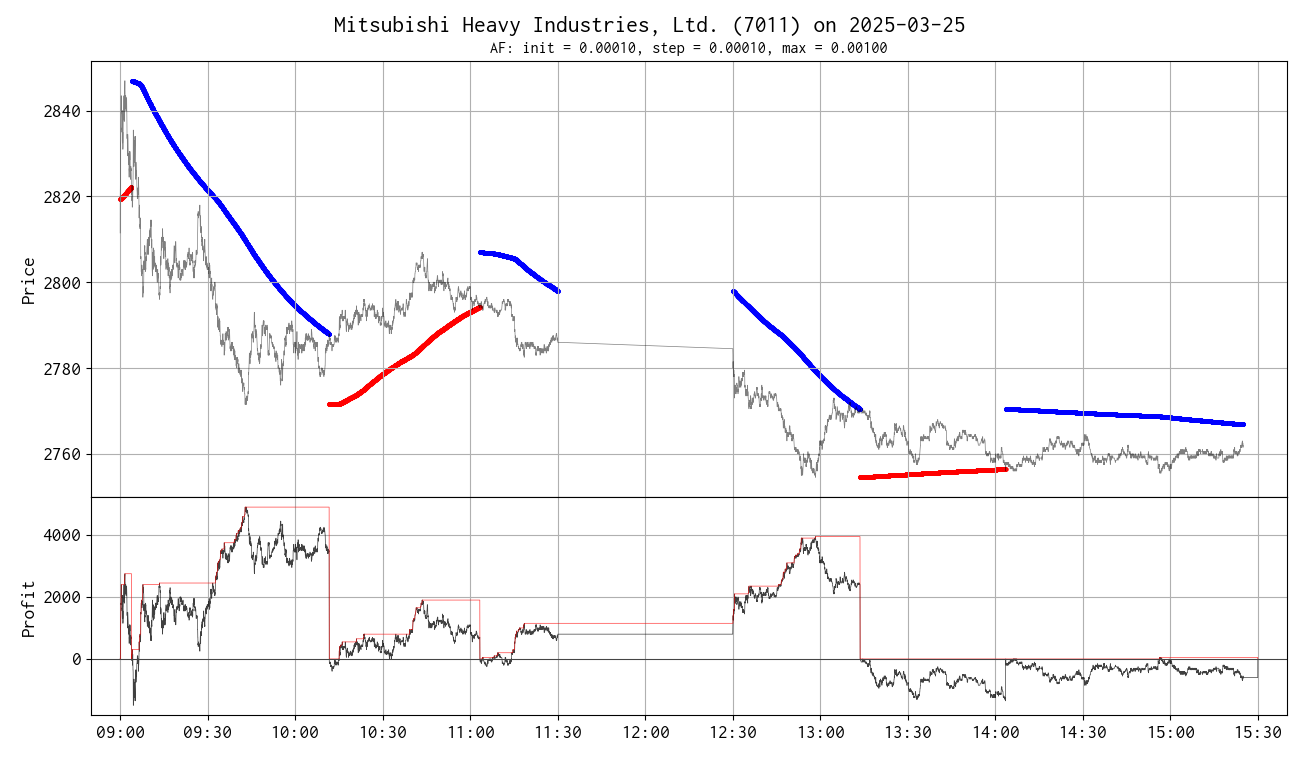 Mitsubishi Heavy Industries, Ltd. (7011) on 2025-03-25
AF: init = 0.00010, step = 0.00010, max = 0.00100
Price
2840
2820
2800
2780
2760
Profit
4000
2000
0
09:00 09:30 10:00 10:30 11:00 11:30 12:00 12:30 13:00 13:30 14:00 14:30 15:00 15:30